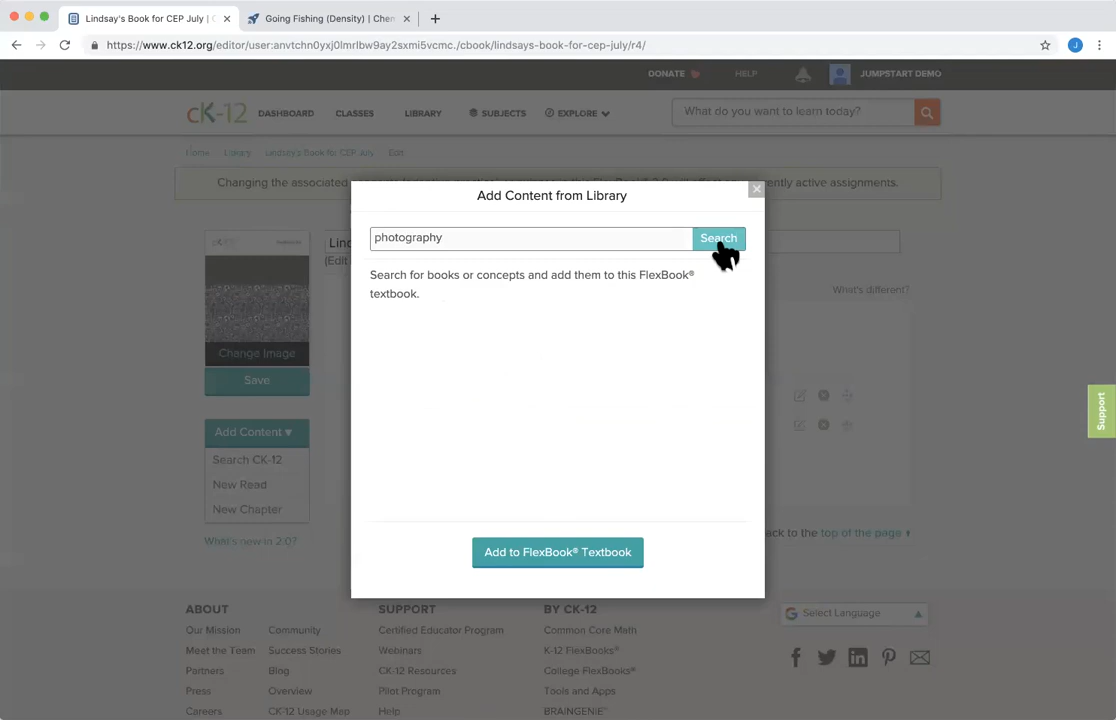 Lindsay's Book for CEP July | C
Going Fishing (Density) | Chem
https://www.ck12.org/editor/user:anvtchn0yxj0lmrlbw9ay2sxmi5vcmc./cbook/lindsays-book-for-cep-july/r4/
J
DONATE
HELP
JUMPSTART DEMO
cK-12
DASHBOARD
CLASSES
LIBRARY
SUBJECTS
EXPLORE
What do you want to learn today?
Home
Library
Lindsay's Book for CEP July
Edit
Changing the associated
rently active assignments.
Add Content from Library
photography
Search
Lind
(Edit
Search for books or concepts and add them to this FlexBook®
textbook.
What's different?
Change Image
Save
Add Content ▼
Search CK-12
New Read
New Chapter
What's new in 2.0?
ack to the top of the page
Add to FlexBook® Textbook
Support
ABOUT
Our Mission
Meet the Team
Partners
Press
Careers
Community
Success Stories
Blog
Overview
CK-12 Usage Map
SUPPORT
Certified Educator Program
Webinars
CK-12 Resources
Pilot Program
Help
BY CK-12
Common Core Math
K-12 FlexBooks®
College FlexBooks®
Tools and Apps
BRAINGENIE™
Select Language